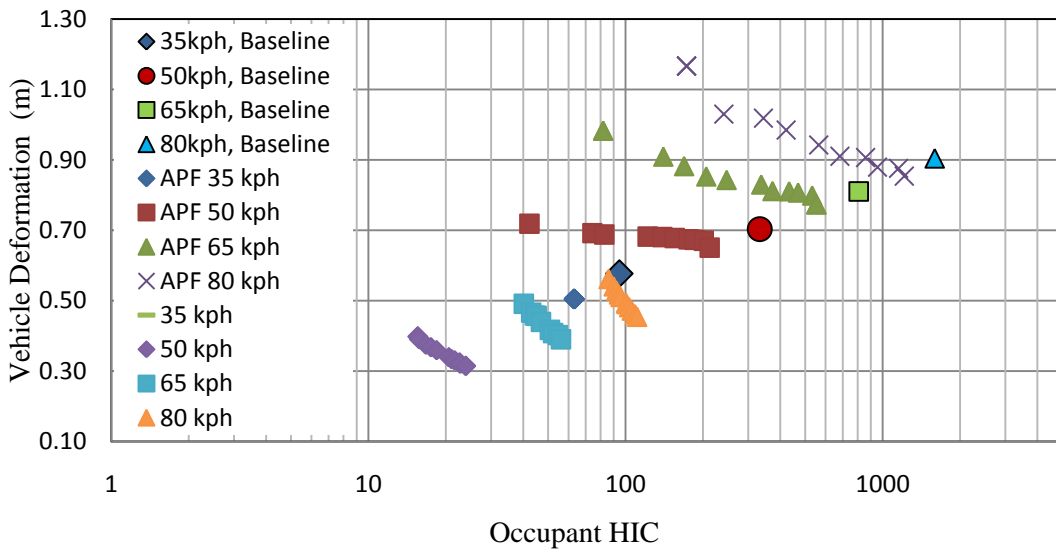 1.30
1.10
0.90
0.70
0.50
0.30
0.10
Vehicle Deformation (m)
35kph, Baseline
50kph, Baseline
65kph, Baseline
80kph, Baseline
APF 35 kph
APF 50 kph
APF 65 kph
APF 80 kph
35 kph
50 kph
65 kph
80 kph
1 10 100 1000
Occupant HIC